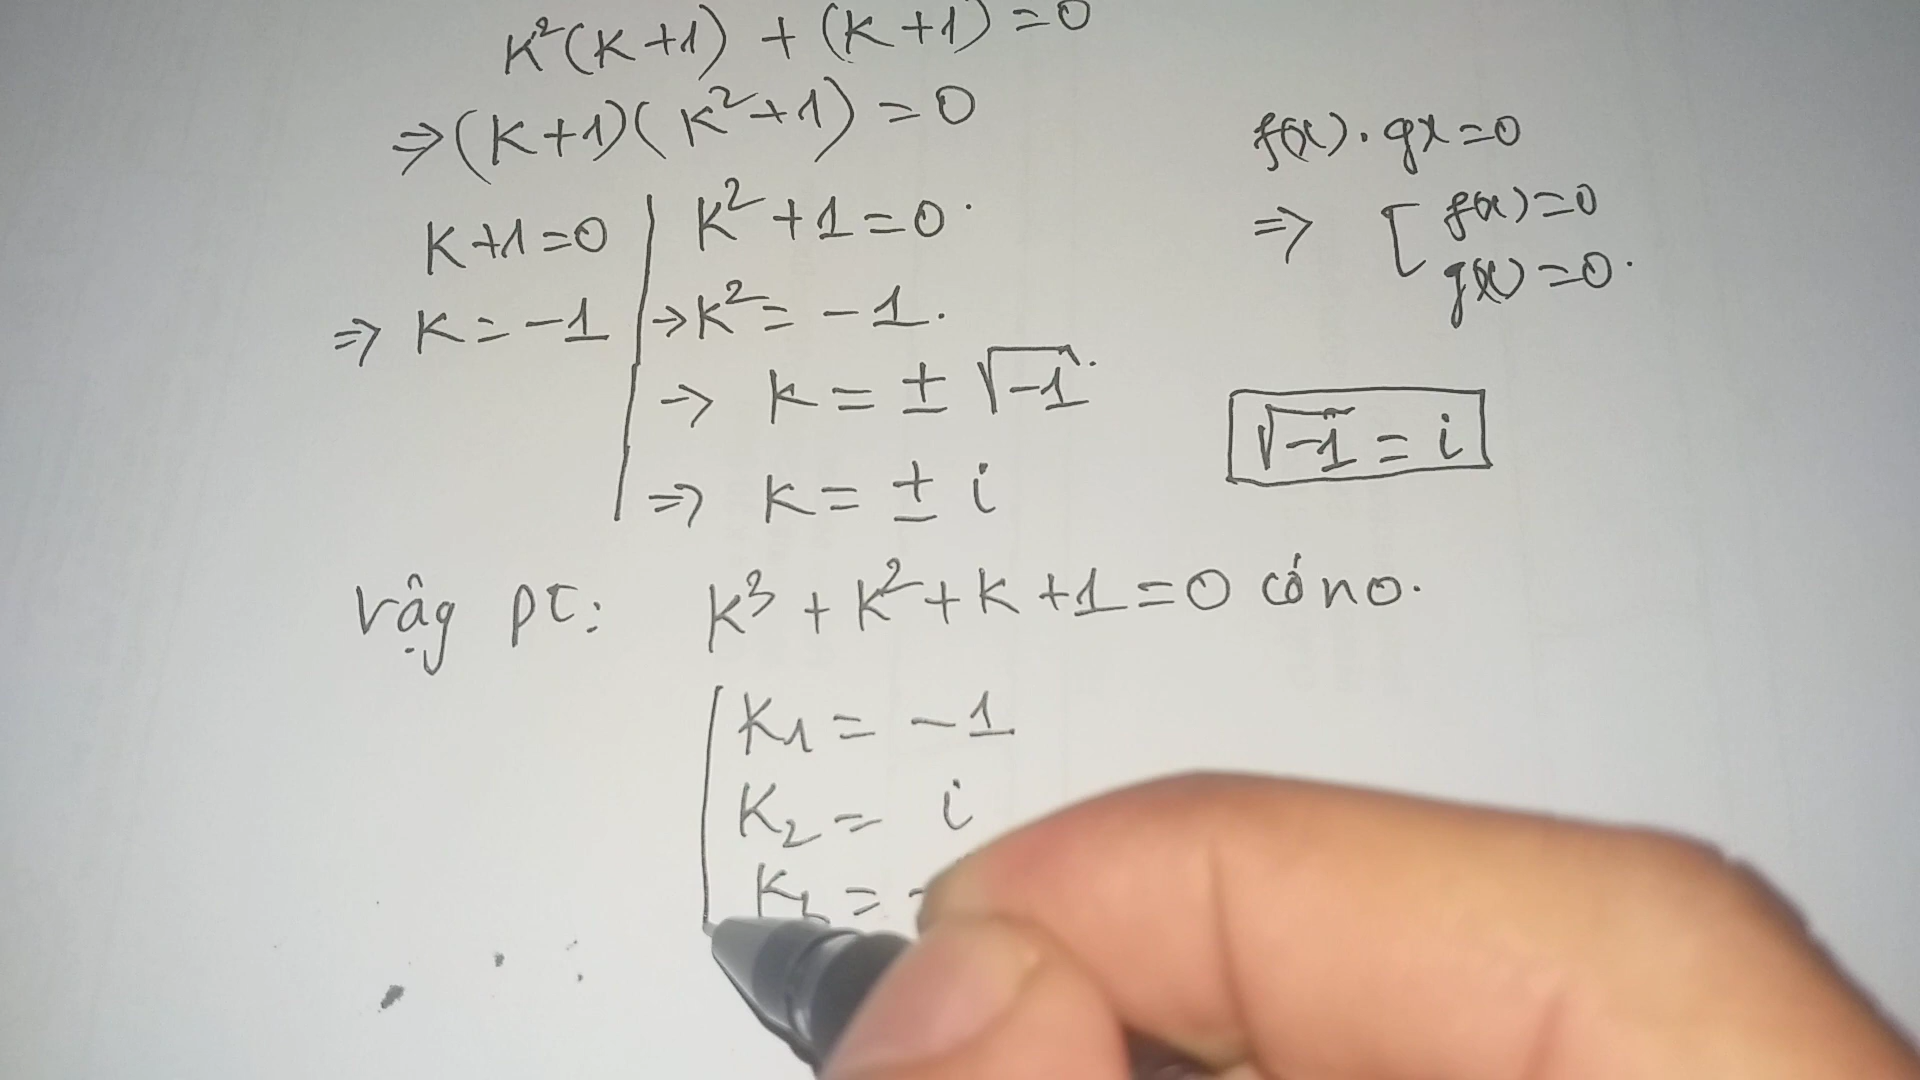 K²(K+1) + (K+1) = 0
⇒ (K+1)(K²+1) = 0
K+1=0
⇒ K = -1
K²+1=0.
→ K² = -1.
→ K = ± √-1
⇒ K = ± i
f(x). gx = 0
⇒ [ f(x) = 0
g(x) = 0.
√-1 = i
Vậy pt: K³ + K² + K + 1 = 0 có no.
K₁ = -1
K₂ = i
K =